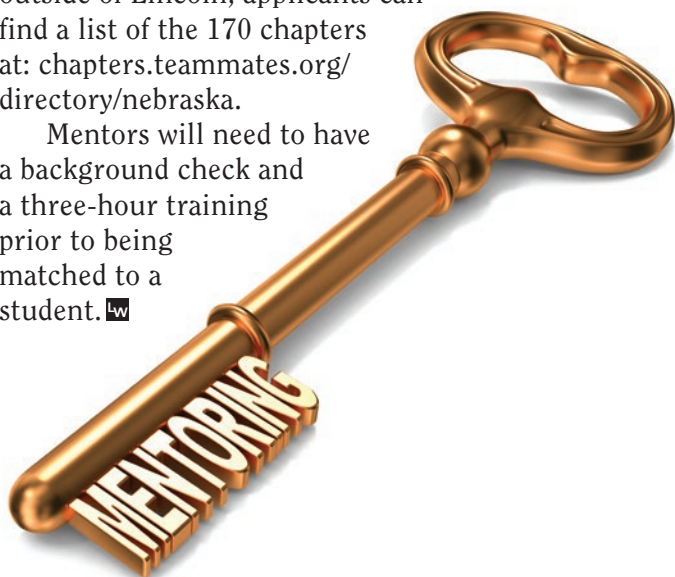 outside of Lincoln, applicants can
find a list of the 170 chapters
at: chapters.teammates.org/
directory/nebraska.
Mentors will need to have
a background check and
a three-hour training
prior to being
matched to a
student. LW
MENTORING